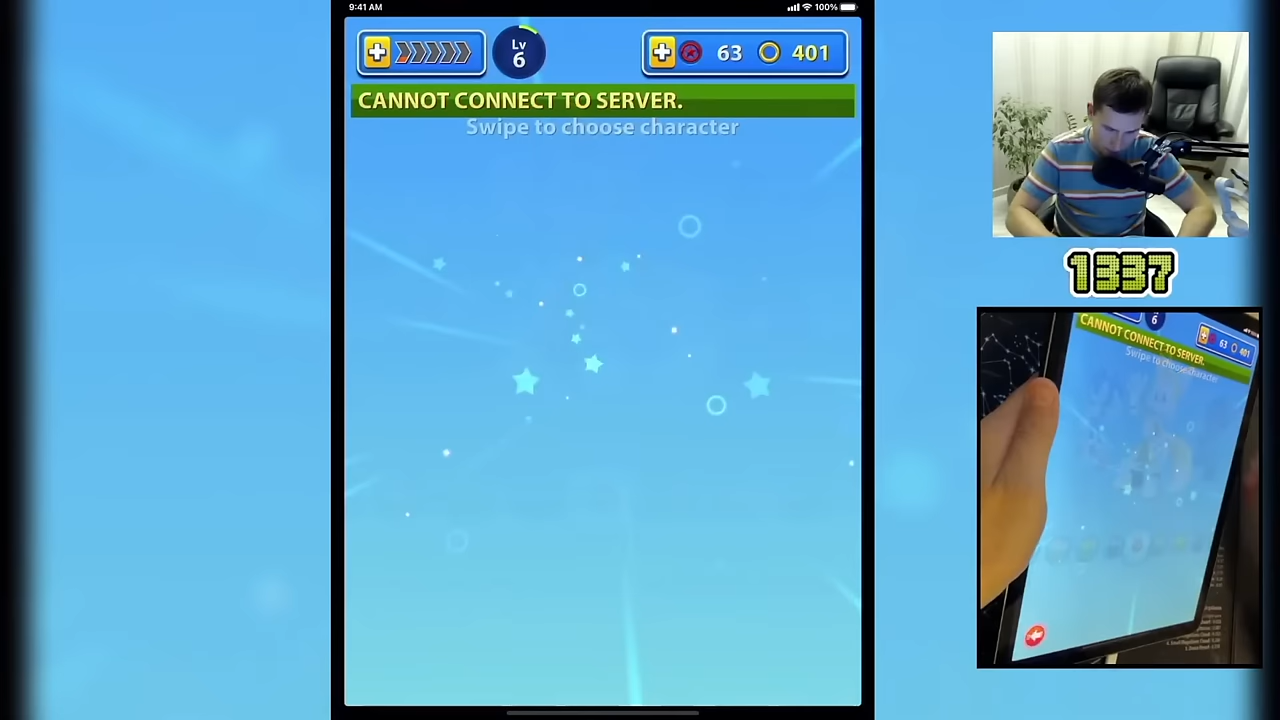 9:41 AM
100%
Lv
6
63
401
CANNOT CONNECT TO SERVER.
Swipe to choose character
1337
6
63 401
CANNOT CONNECT TO SERVER.
Swipe to choose character